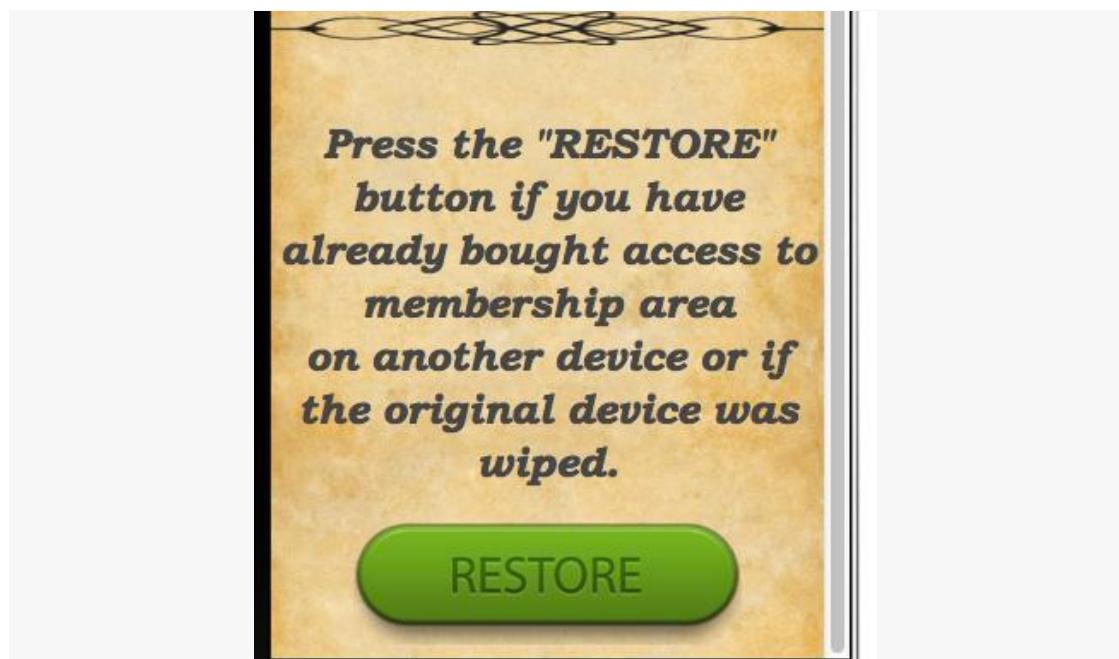 Press the "RESTORE"
button if you have
already bought access to
membership area
on another device or if
the original device was
wiped.
RESTORE